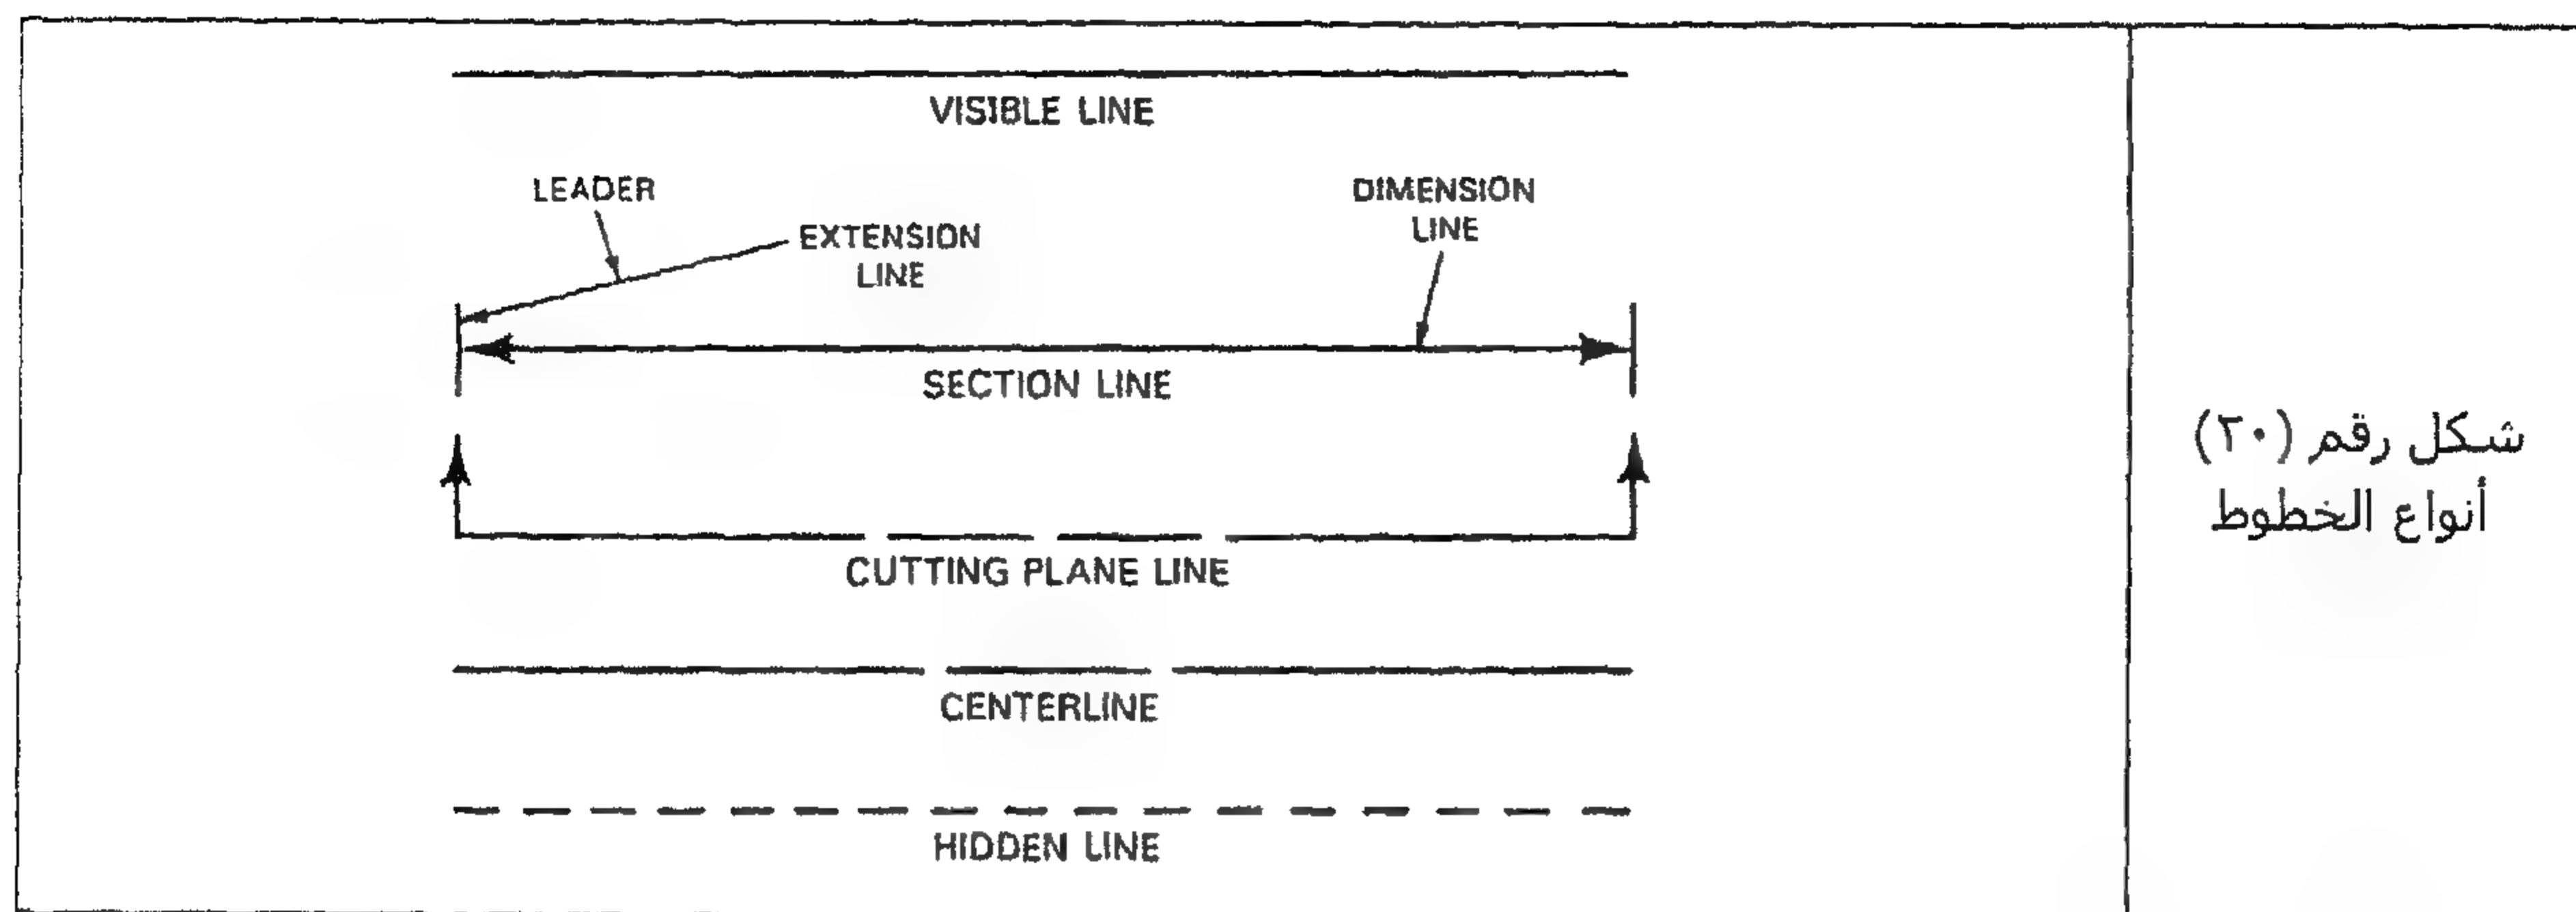 VISIBLE LINE
LEADER
EXTENSION
LINE
DIMENSION
LINE
SECTION LINE
CUTTING PLANE LINE
CENTERLINE
HIDDEN LINE
شكل رقم (٢٠)
أنواع الخطوط